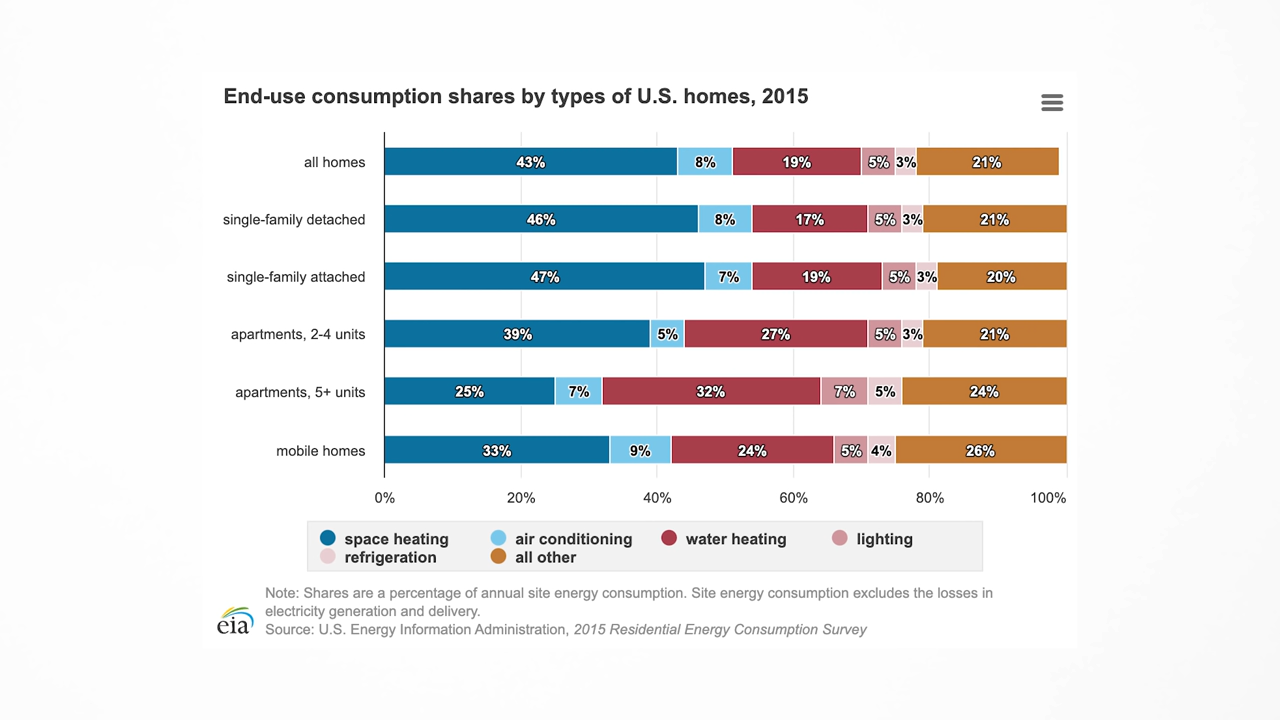 End-use consumption shares by types of U.S. homes, 2015
all homes 43% 8% 19% 5% 3% 21%
single-family detached 46% 8% 17% 5% 3% 21%
single-family attached 47% 7% 19% 5% 3% 20%
apartments, 2-4 units 39% 5% 27% 5% 3% 21%
apartments, 5+ units 25% 7% 32% 7% 5% 24%
mobile homes 33% 9% 24% 5% 4% 26%
0% 20% 40% 60% 80% 100%
space heating air conditioning water heating lighting
refrigeration all other
Note: Shares are a percentage of annual site energy consumption. Site energy consumption excludes the losses in
electricity generation and delivery.
eia Source: U.S. Energy Information Administration, 2015 Residential Energy Consumption Survey